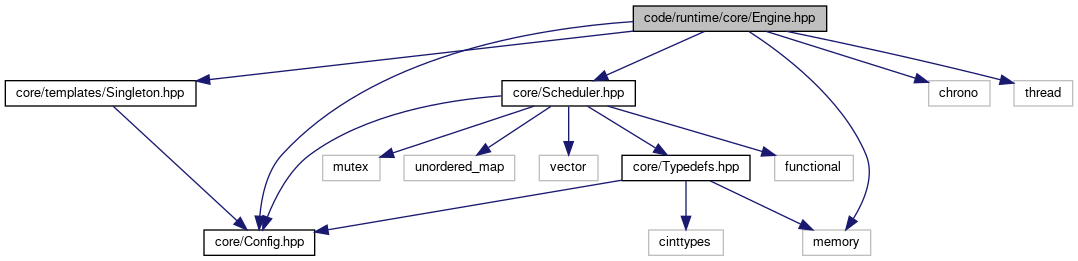 code/runtime/core/Engine.hpp
core/templates/Singleton.hpp
core/Scheduler.hpp
chrono
thread
mutex
unordered_map
vector
core/Typedefs.hpp
functional
core/Config.hpp
cinttypes
memory